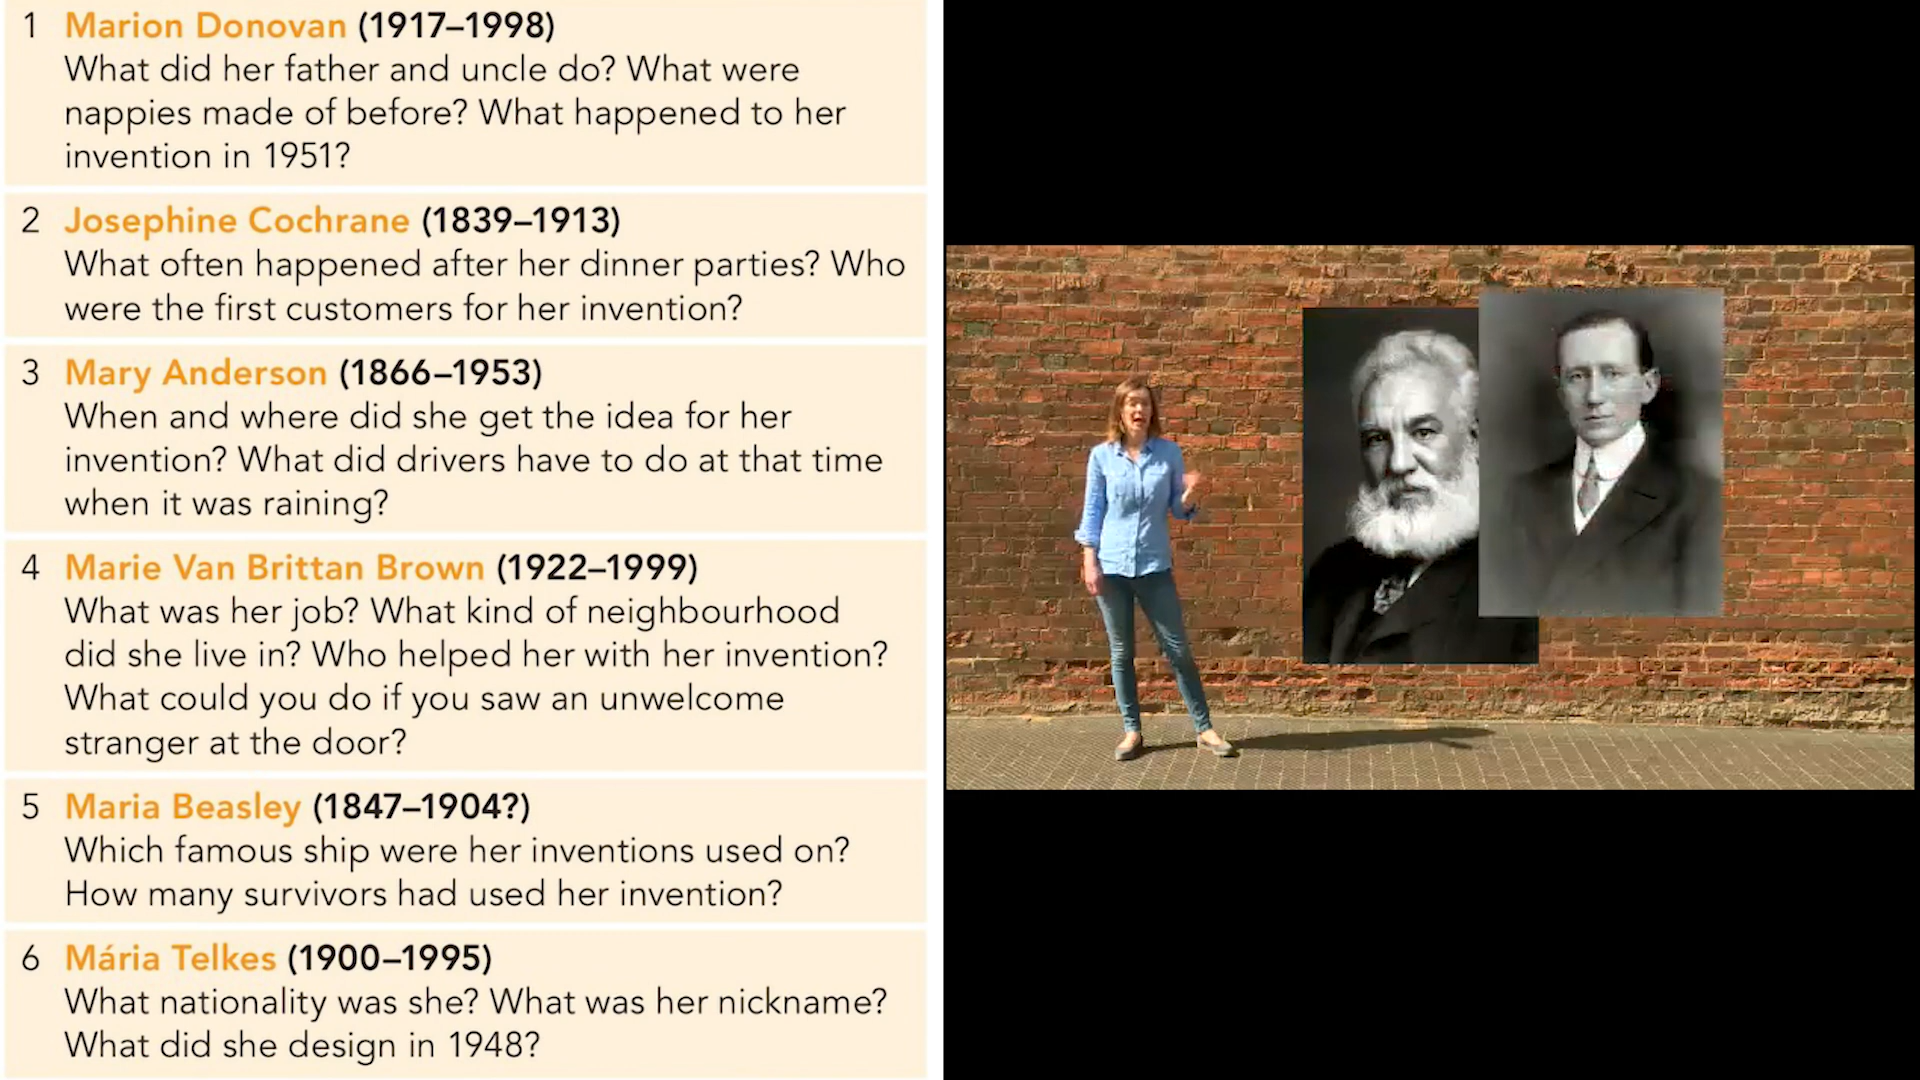 1 Marion Donovan (1917–1998)
What did her father and uncle do? What were
nappies made of before? What happened to her
invention in 1951?
2 Josephine Cochrane (1839–1913)
What often happened after her dinner parties? Who
were the first customers for her invention?
3 Mary Anderson (1866–1953)
When and where did she get the idea for her
invention? What did drivers have to do at that time
when it was raining?
4 Marie Van Brittan Brown (1922–1999)
What was her job? What kind of neighbourhood
did she live in? Who helped her with her invention?
What could you do if you saw an unwelcome
stranger at the door?
5 Maria Beasley (1847–1904?)
Which famous ship were her inventions used on?
How many survivors had used her invention?
6 Mária Telkes (1900–1995)
What nationality was she? What was her nickname?
What did she design in 1948?